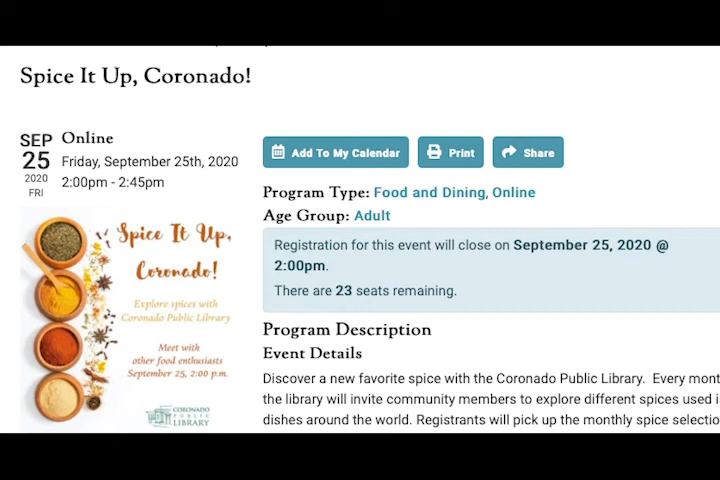 Spice It Up, Coronado!
SEP
25
2020
FRI
Online
Friday, September 25th, 2020
2:00pm - 2:45pm
Add To My Calendar
Print
Share
Program Type: Food and Dining, Online
Age Group: Adult
Registration for this event will close on September 25, 2020 @
2:00pm.
There are 23 seats remaining.
Spice It Up,
Coronado!
Explore spices with
Coronado Public Library
Meet with
other food enthusiasts
September 25, 2:00 p.m.
CORONADO
PUBLIC
LIBRARY
Program Description
Event Details
Discover a new favorite spice with the Coronado Public Library. Every mont
the library will invite community members to explore different spices used i
dishes around the world. Registrants will pick up the monthly spice selectio